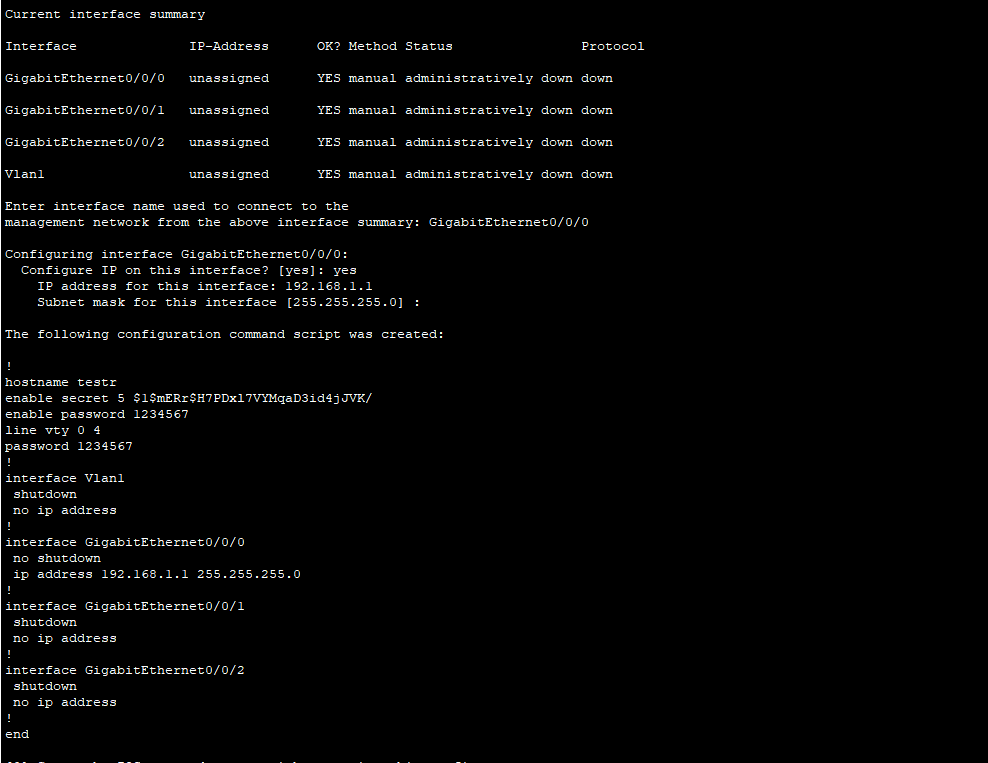 Current interface summary
Interface              IP-Address      OK? Method Status                Protocol
GigabitEthernet0/0/0   unassigned      YES manual administratively down down
GigabitEthernet0/0/1   unassigned      YES manual administratively down down
GigabitEthernet0/0/2   unassigned      YES manual administratively down down
Vlan1                  unassigned      YES manual administratively down down
Enter interface name used to connect to the
management network from the above interface summary: GigabitEthernet0/0/0
Configuring interface GigabitEthernet0/0/0:
  Configure IP on this interface? [yes]: yes
    IP address for this interface: 192.168.1.1
    Subnet mask for this interface [255.255.255.0] :
The following configuration command script was created:
!
hostname testr
enable secret 5 $1$mERr$H7PDxl7VYMqaD3id4jJVK/
enable password 1234567
line vty 0 4
password 1234567
!
interface Vlan1
 shutdown
 no ip address
!
interface GigabitEthernet0/0/0
 no shutdown
 ip address 192.168.1.1 255.255.255.0
!
interface GigabitEthernet0/0/1
 shutdown
 no ip address
!
interface GigabitEthernet0/0/2
 shutdown
 no ip address
!
end